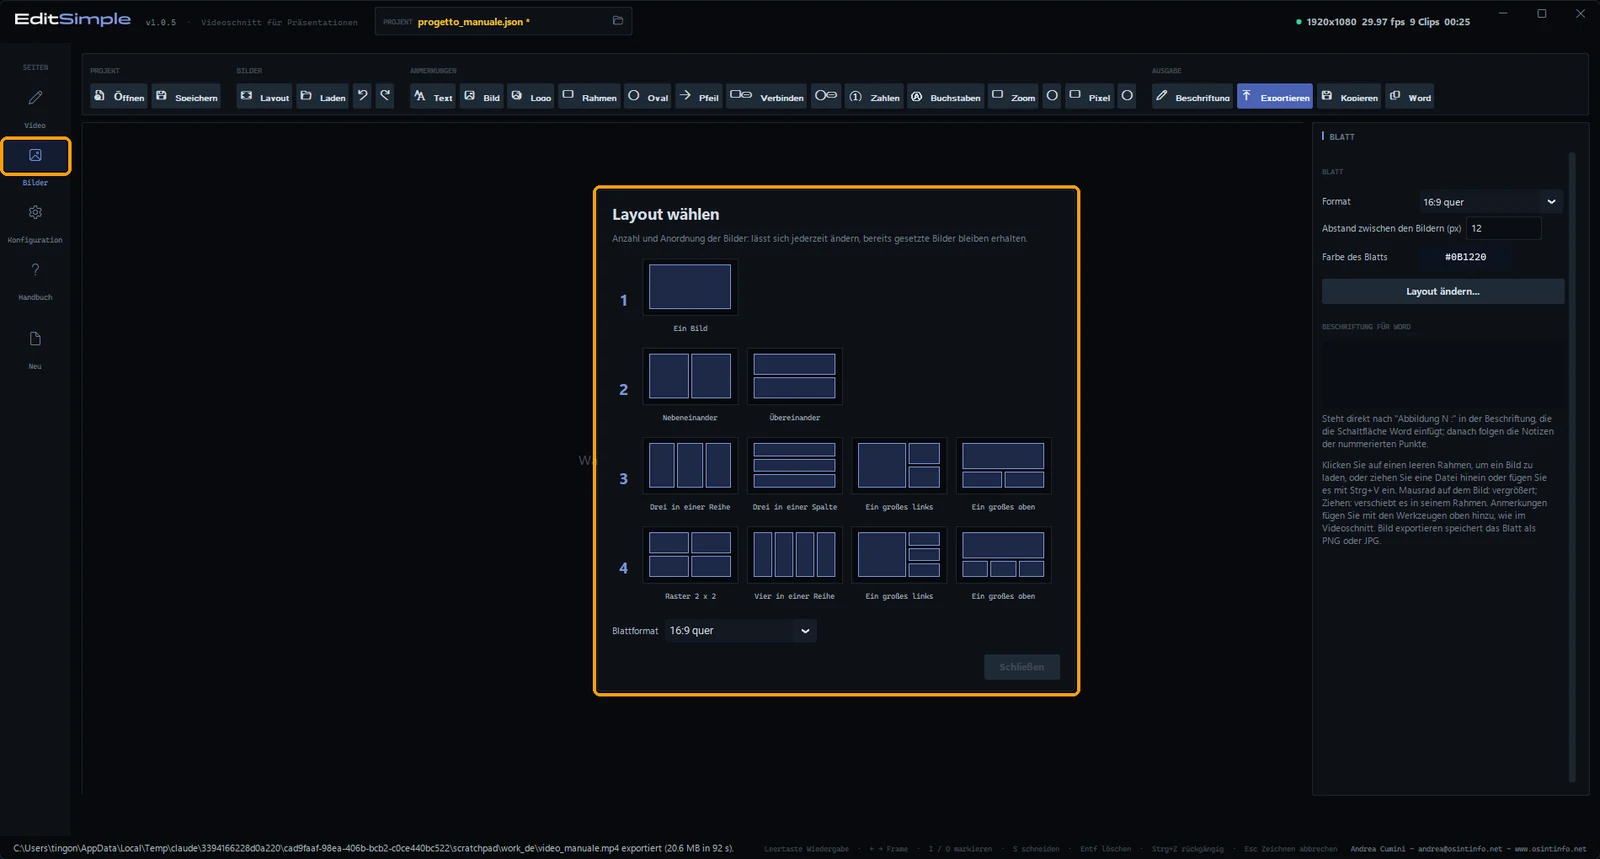 EditSimple v1.0.5 · Videoschnitt für Präsentationen
PROJEKT progetto_manuale.json *
1920x1080 29.97 fps 9 Clips 00:25
SEITEN
Video
Bilder
Konfiguration
?
Handbuch
Neu
PROJEKT
Öffnen Speichern
BILDER
Layout Laden
ANMERKUNGEN
Text Bild Logo Rahmen Oval Pfeil Verbinden Zahlen Buchstaben Zoom Pixel
AUSGABE
Beschriftung Exportieren Kopieren Word
Layout wählen
Anzahl und Anordnung der Bilder: lässt sich jederzeit ändern, bereits gesetzte Bilder bleiben erhalten.
1
Ein Bild
2
Nebeneinander Übereinander
3
Drei in einer Reihe Drei in einer Spalte Ein großes links Ein großes oben
4
Raster 2 x 2 Vier in einer Reihe Ein großes links Ein großes oben
Blattformat 16:9 quer
Schließen
BLATT
BLATT
Format 16:9 quer
Abstand zwischen den Bildern (px) 12
Farbe des Blatts #0B1220
Layout ändern...
BESCHRIFTUNG FÜR WORD
Steht direkt nach "Abbildung N :" in der Beschriftung, die
die Schaltfläche Word einfügt; danach folgen die Notizen
der nummerierten Punkte.
Klicken Sie auf einen leeren Rahmen, um ein Bild zu
laden, oder ziehen Sie eine Datei hinein oder fügen Sie
es mit Strg+V ein. Mausrad auf dem Bild: vergrößert;
Ziehen: verschiebt es in seinem Rahmen. Anmerkungen
fügen Sie mit den Werkzeugen oben hinzu, wie im
Videoschnitt. Bild exportieren speichert das Blatt als
PNG oder JPG.
C:\Users\tingon\AppData\Local\Temp\claude\3394166228d0a220\cad9faaf-98ea-406b-bcb2-c0ce440bc522\scratchpad\work_de\video_manuale.mp4 exportiert (20.6 MB in 92 s).
Leertaste Wiedergabe · ← → Frame · I / O markieren · S schneiden · Entf löschen · Strg+Z rückgängig · Esc Zeichnen abbrechen
Andrea Cumini - andrea@osintinfo.net - www.osintinfo.net